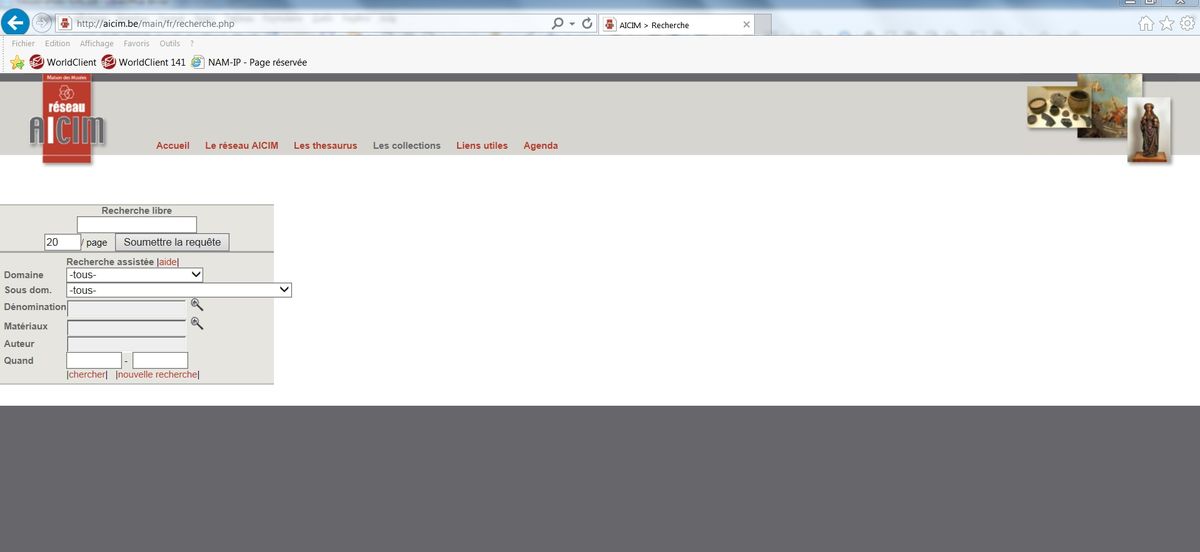 http://aicim.be/main/fr/recherche.php
AICIM > Recherche
Fichier Edition Affichage Favoris Outils ?
WorldClient WorldClient 141 NAM-IP - Page réservée
Maison des Musées
réseau
AICIM
Accueil Le réseau AICIM Les thesaurus Les collections Liens utiles Agenda
Recherche libre
20 / page Soumettre la requête
Recherche assistée |aide|
Domaine -tous-
Sous dom. -tous-
Dénomination
Matériaux
Auteur
Quand -
|chercher| |nouvelle recherche|